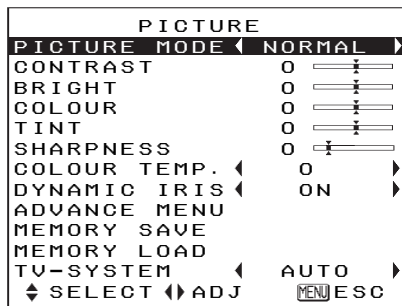 PICTURE
PICTURE MODE NORMAL
CONTRAST 0
BRIGHT 0
COLOUR 0
TINT 0
SHARPNESS 0
COLOUR TEMP. 0
DYNAMIC IRIS ON
ADVANCE MENU
MEMORY SAVE
MEMORY LOAD
TV-SYSTEM AUTO
SELECT ADJ MENU ESC